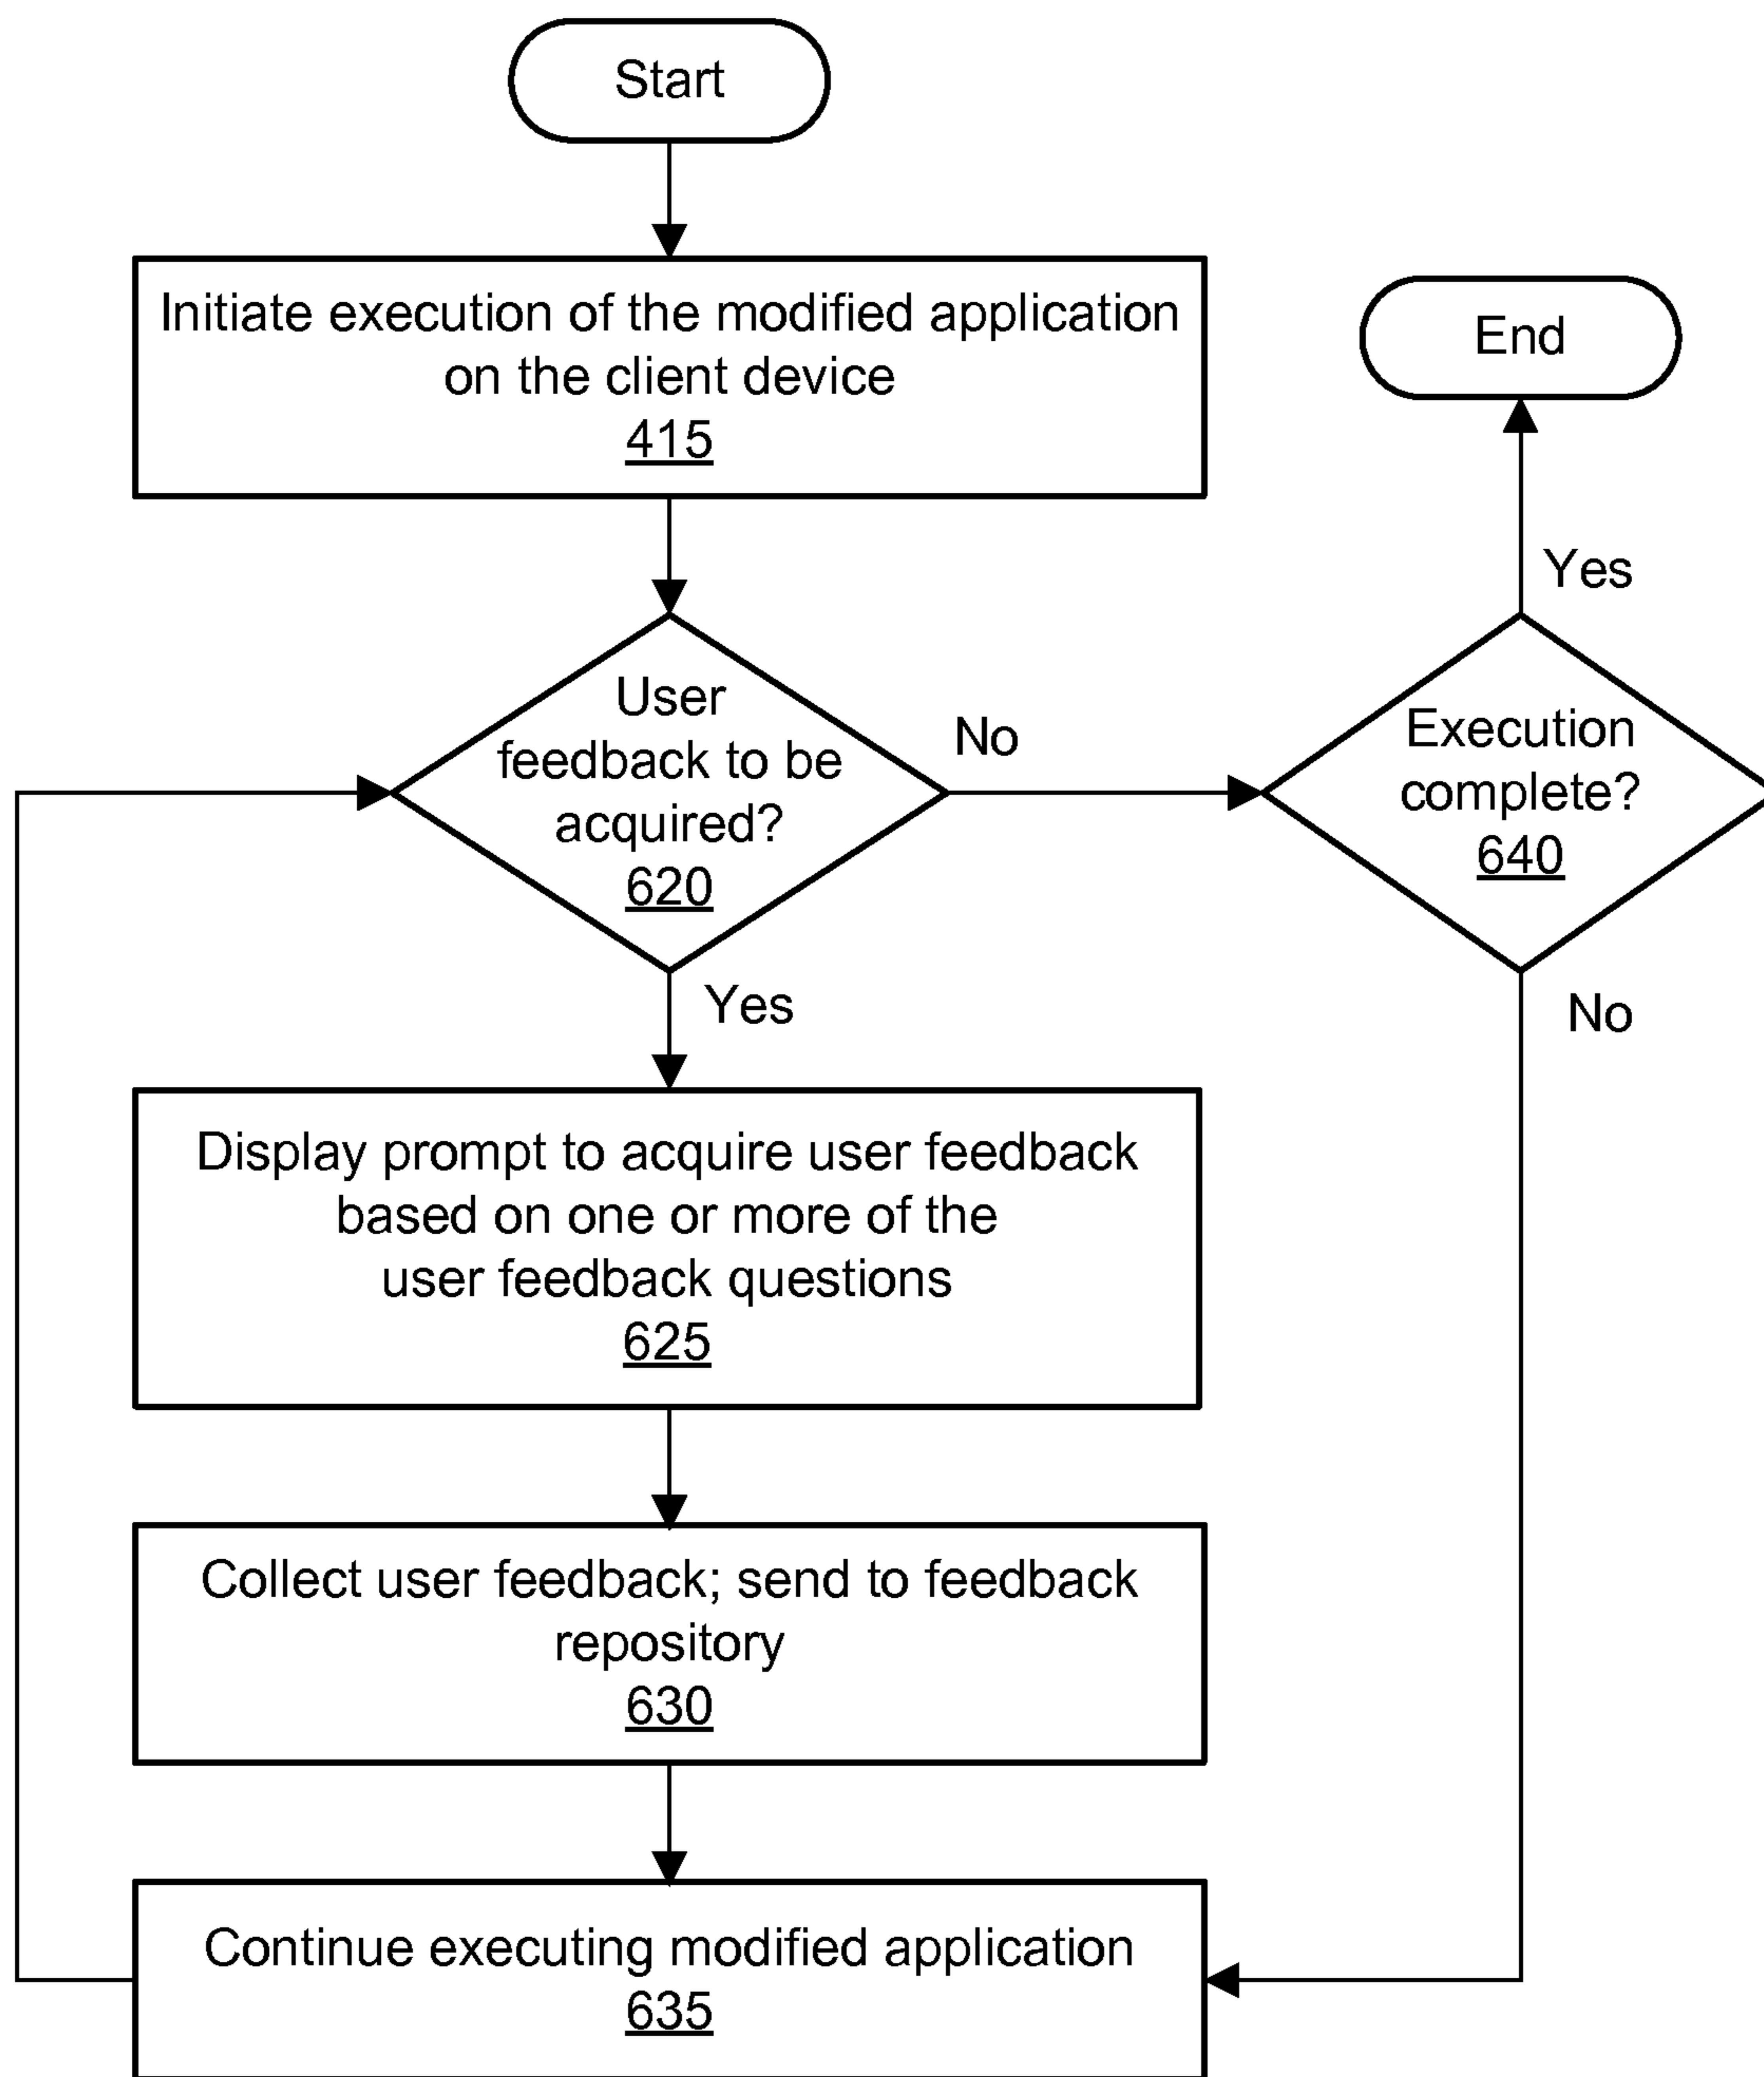 Start
Initiate execution of the modified application
on the client device
415
End
Yes
User
feedback to be
acquired?
620
No
Execution
complete?
640
Yes
No
Display prompt to acquire user feedback
based on one or more of the
user feedback questions
625
Collect user feedback; send to feedback
repository
630
Continue executing modified application
635